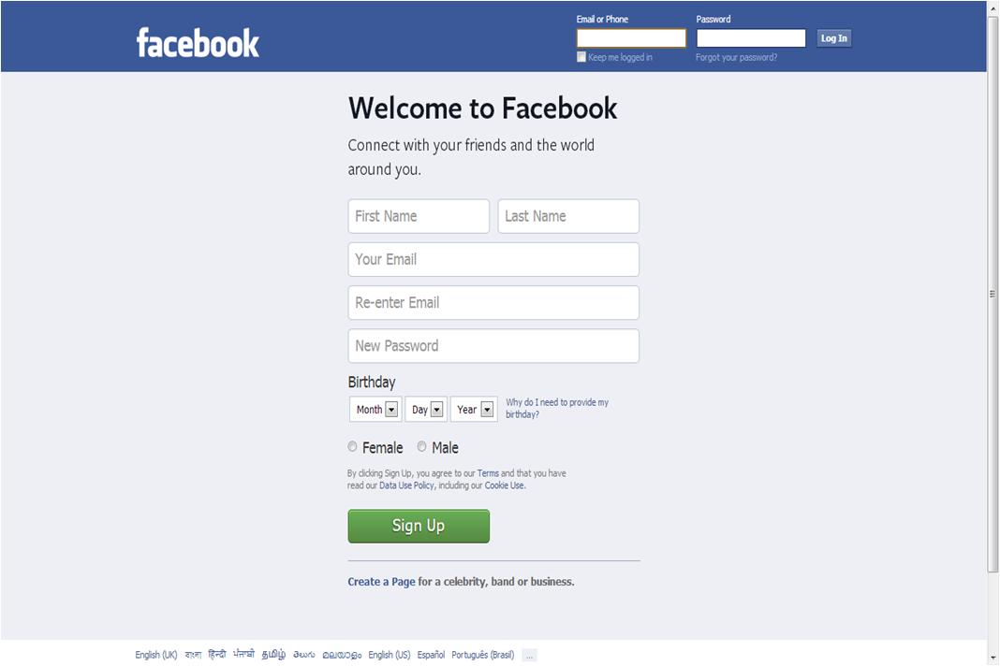 facebook
Email or Phone
Password
Log In
Keep me logged in
Forgot your password?
Welcome to Facebook
Connect with your friends and the world
around you.
First Name
Last Name
Your Email
Re-enter Email
New Password
Birthday
Month
Day
Year
Why do I need to provide my
birthday?
Female
Male
By clicking Sign Up, you agree to our Terms and that you have
read our Data Use Policy, including our Cookie Use.
Sign Up
Create a Page for a celebrity, band or business.
English (UK) বাংলা हिन्दी ਪੰਜਾਬੀ தமிழ் తెలుగు മലയാളം English (US) Español Português (Brasil) ...